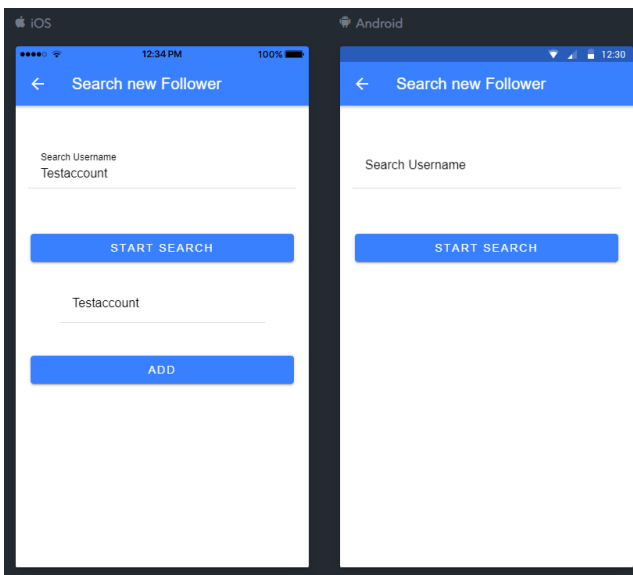 iOS
12:34 PM 100%
Search new Follower
Search Username
Testaccount
START SEARCH
Testaccount
ADD
Android
12:30
Search new Follower
Search Username
START SEARCH